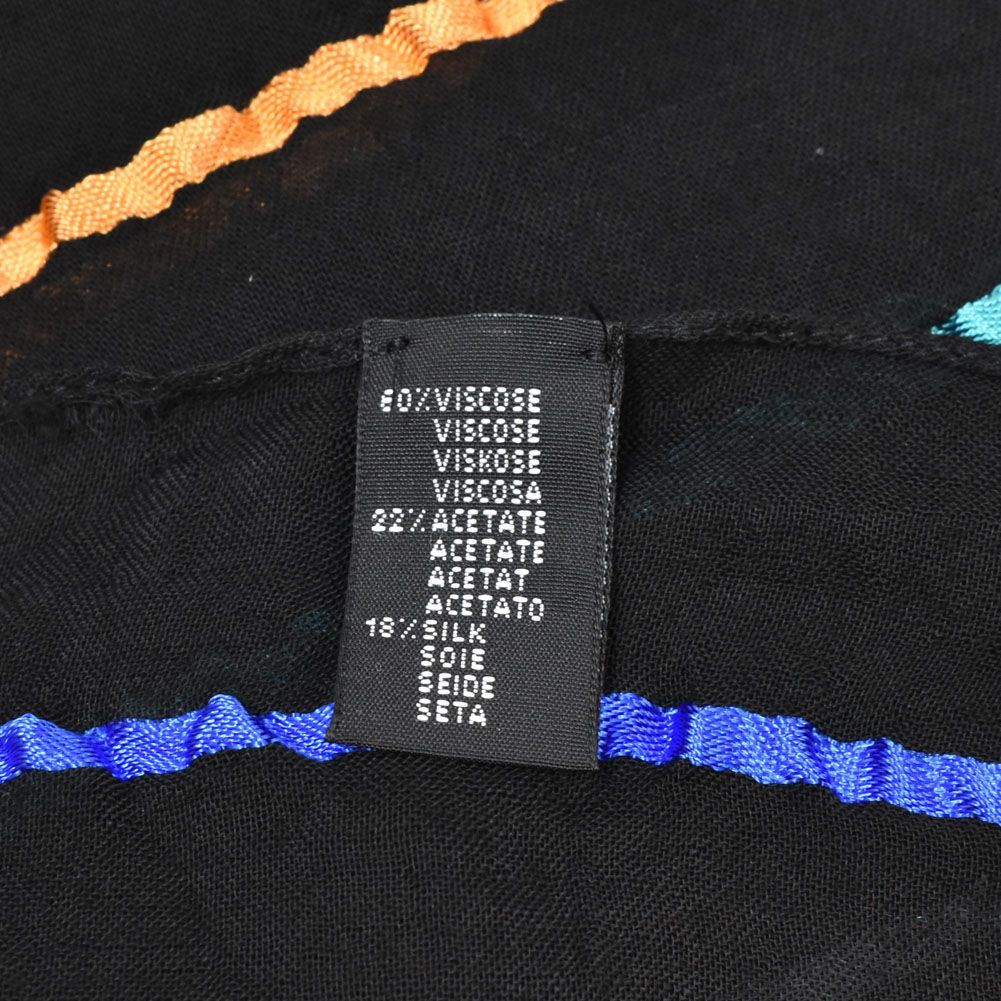 60%VISCOSE
VISCOSE
VISKOSE
VISCOSA
22%ACETATE
ACETATE
ACETAT
ACETATO
18%SILK
SOIE
SEIDE
SETA